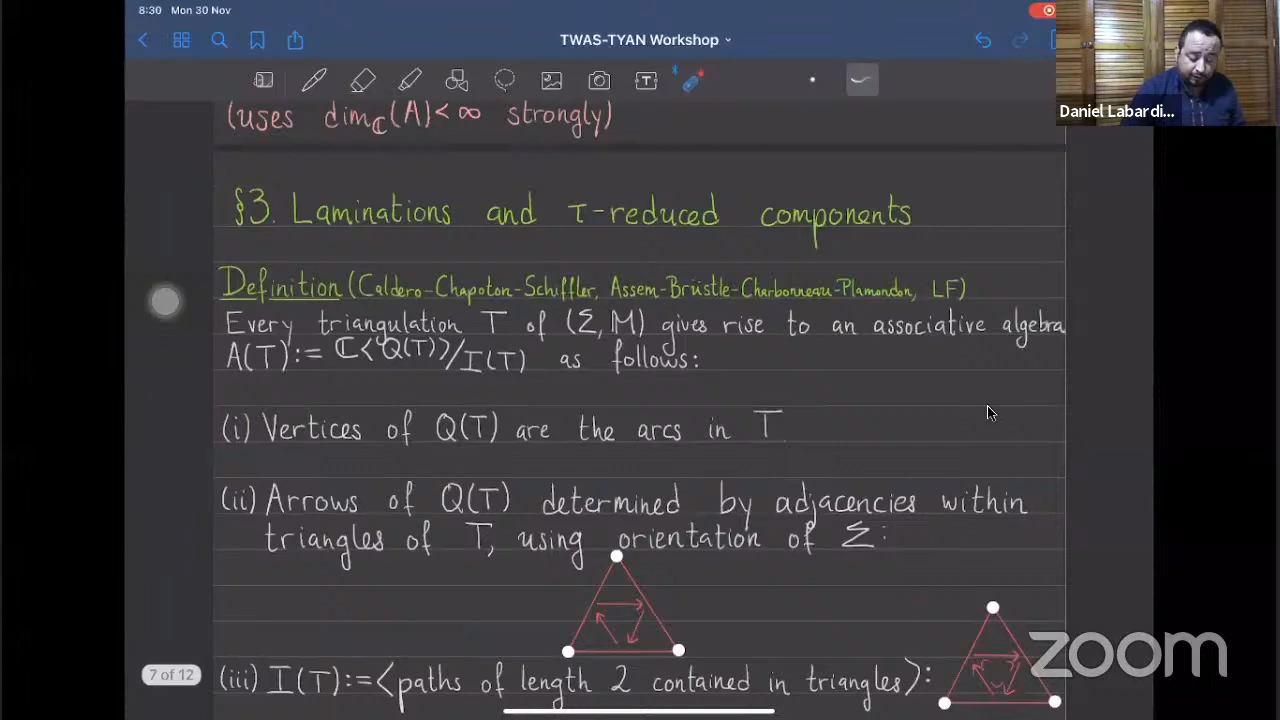 8:30 Mon 30 Nov
TWAS-TYAN Workshop
Daniel Labardi...
(uses dim_ℂ(A)<∞ strongly)
§3. Laminations and τ-reduced components
Definition (Caldero-Chapoton-Schiffler, Assem-Brüstle-Charbonneau-Plamondon, LF)
Every triangulation T of (Σ, M) gives rise to an associative algebra
A(T):= ℂ<Q(T)>/I(T) as follows:
(i) Vertices of Q(T) are the arcs in T
(ii) Arrows of Q(T) determined by adjacencies within
triangles of T, using orientation of Σ:
(iii) I(T):=<paths of length 2 contained in triangles>:
7 of 12
zoom